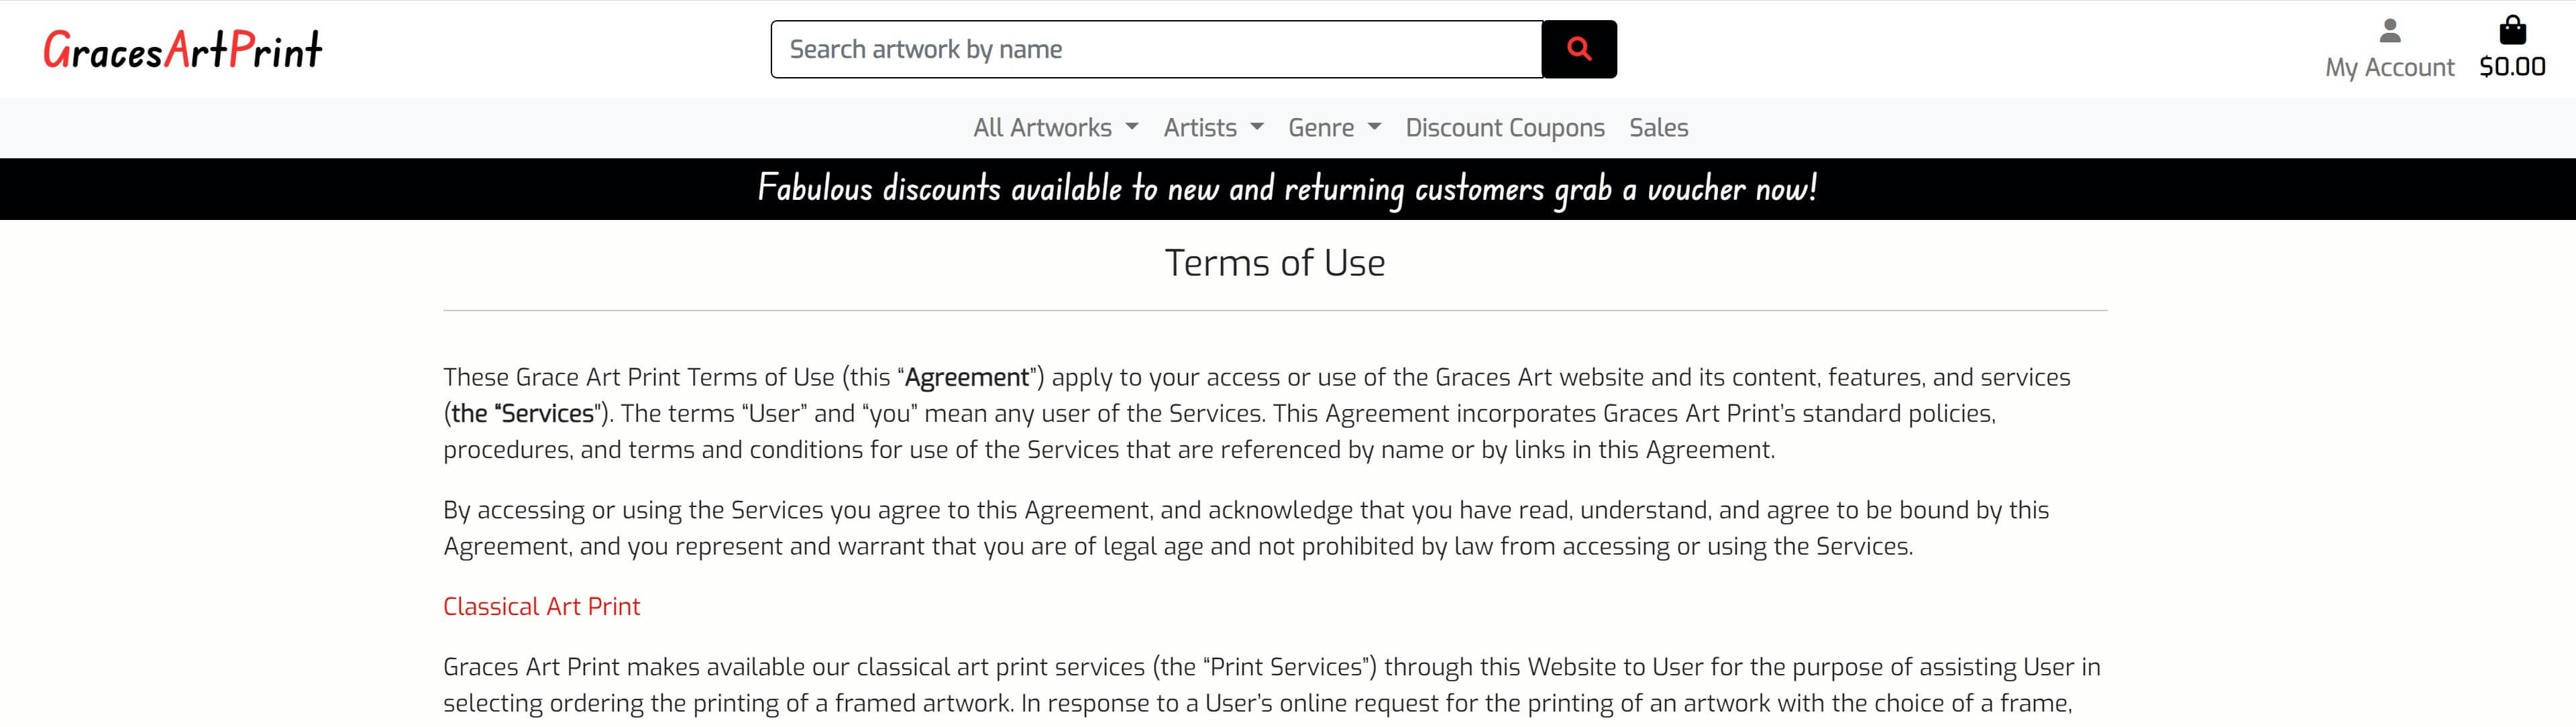 GracesArtPrint
Search artwork by name
My Account
$0.00
All Artworks
Artists
Genre
Discount Coupons
Sales
Fabulous discounts available to new and returning customers grab a voucher now!
Terms of Use
These Grace Art Print Terms of Use (this “Agreement”) apply to your access or use of the Graces Art website and its content, features, and services
(the “Services"). The terms “User” and “you” mean any user of the Services. This Agreement incorporates Graces Art Print’s standard policies,
procedures, and terms and conditions for use of the Services that are referenced by name or by links in this Agreement.
By accessing or using the Services you agree to this Agreement, and acknowledge that you have read, understand, and agree to be bound by this
Agreement, and you represent and warrant that you are of legal age and not prohibited by law from accessing or using the Services.
Classical Art Print
Graces Art Print makes available our classical art print services (the “Print Services”) through this Website to User for the purpose of assisting User in
selecting ordering the printing of a framed artwork. In response to a User’s online request for the printing of an artwork with the choice of a frame,